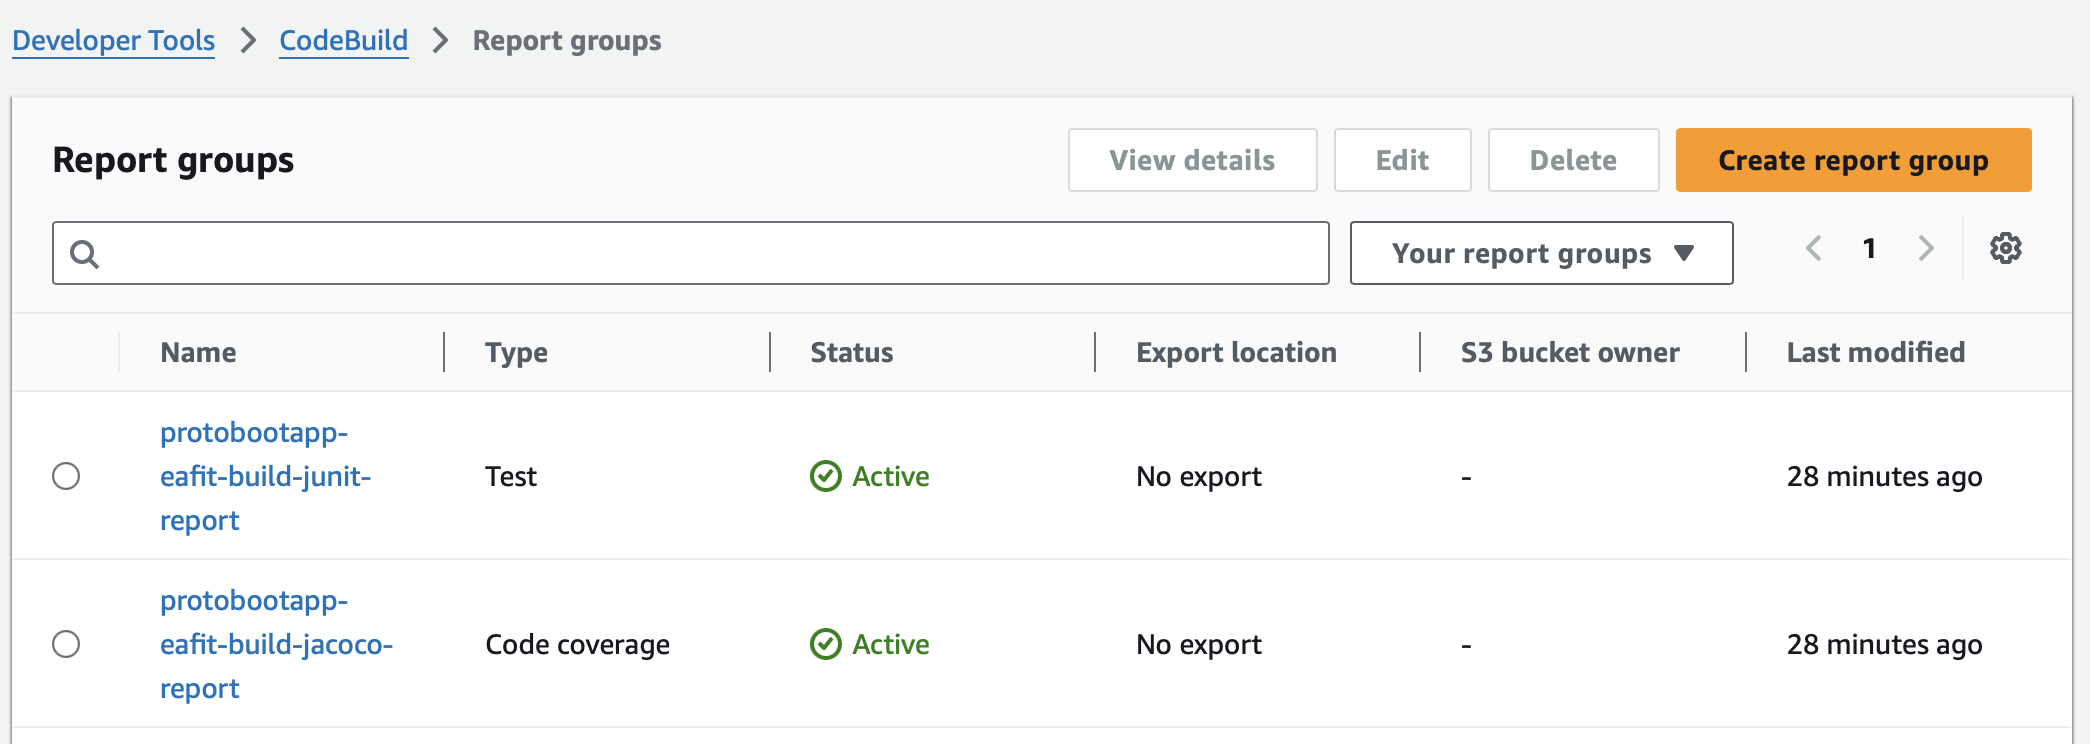 Developer Tools > CodeBuild > Report groups
Report groups
View details Edit Delete Create report group
Your report groups 1
Name Type Status Export location S3 bucket owner Last modified
protobootapp-
eafit-build-junit-
report
Test Active No export - 28 minutes ago
protobootapp-
eafit-build-jacoco-
report
Code coverage Active No export - 28 minutes ago